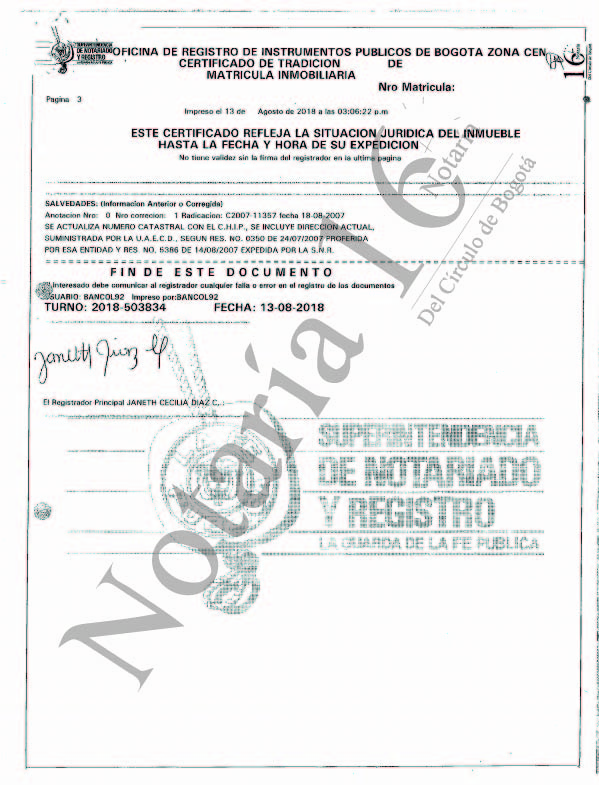 SUPERINTENDENCIA
DE NOTARIADO
Y REGISTRO
OFICINA DE REGISTRO DE INSTRUMENTOS PUBLICOS DE BOGOTA ZONA CEN
CERTIFICADO DE TRADICION DE
MATRICULA INMOBILIARIA
16
Nro Matricula:
Pagina 3
Impreso el 13 de Agosto de 2018 a las 03:06:22 p.m
ESTE CERTIFICADO REFLEJA LA SITUACION JURIDICA DEL INMUEBLE
HASTA LA FECHA Y HORA DE SU EXPEDICION
No tiene validez sin la firma del registrador en la ultima pagina
SALVEDADES: (Informacion Anterior o Corregida)
Anotacion Nro: 0 Nro correcion: 1 Radicacion: C2007-11357 fecha 18-08-2007
SE ACTUALIZA NUMERO CATASTRAL CON EL C.H.I.P., SE INCLUYE DIRECCION ACTUAL,
SUMINISTRADA POR LA U.A.E.C.D., SEGUN RES. NO. 0350 DE 24/07/2007 PROFERIDA
POR ESA ENTIDAD Y RES. NO. 5386 DE 14/08/2007 EXPEDIDA POR LA S.N.R.
FIN DE ESTE DOCUMENTO
interesado debe comunicar al registrador cualquier falla o error en el registro de los documentos
USUARIO: BANCOL92 Impreso por:BANCOL92
TURNO: 2018-503834 FECHA: 13-08-2018
El Registrador Principal JANETH CECILIA DIAZ C.
SUPERINTENDENCIA
DE NOTARIADO
Y REGISTRO
LA GUARDA DE LA FE PUBLICA
Notaría 16
Notaría
Del Círculo de Bogotá